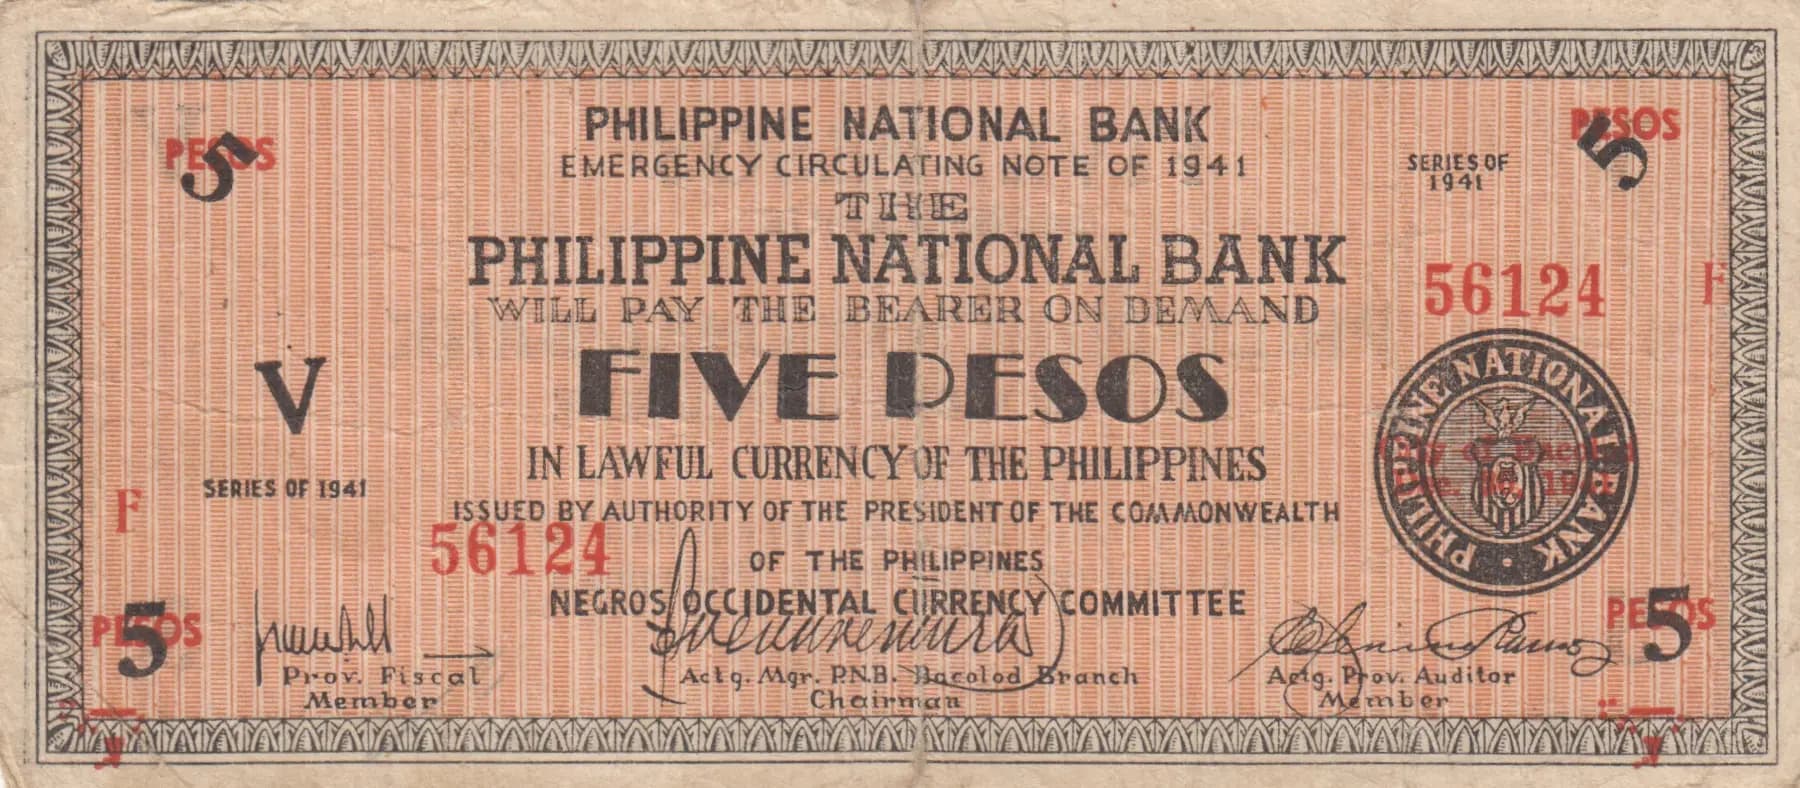 PHILIPPINE NATIONAL BANK
EMERGENCY CIRCULATING NOTE OF 1941
PESOS
5
PESOS
5
SERIES OF
1941
THE
PHILIPPINE NATIONAL BANK
WILL PAY THE BEARER ON DEMAND
56124
F
V
FIVE PESOS
IN LAWFUL CURRENCY OF THE PHILIPPINES
SERIES OF 1941
F
ISSUED BY AUTHORITY OF THE PRESIDENT OF THE COMMONWEALTH
56124
OF THE PHILIPPINES
NEGROS OCCIDENTAL CURRENCY COMMITTEE
PHILIPPINE NATIONAL BANK
City of Bacolod
PESOS
5
PESOS
5
Prov. Fiscal
Member
Actg. Mgr. P.N.B. Bacolod Branch
Chairman
Actg. Prov. Auditor
Member